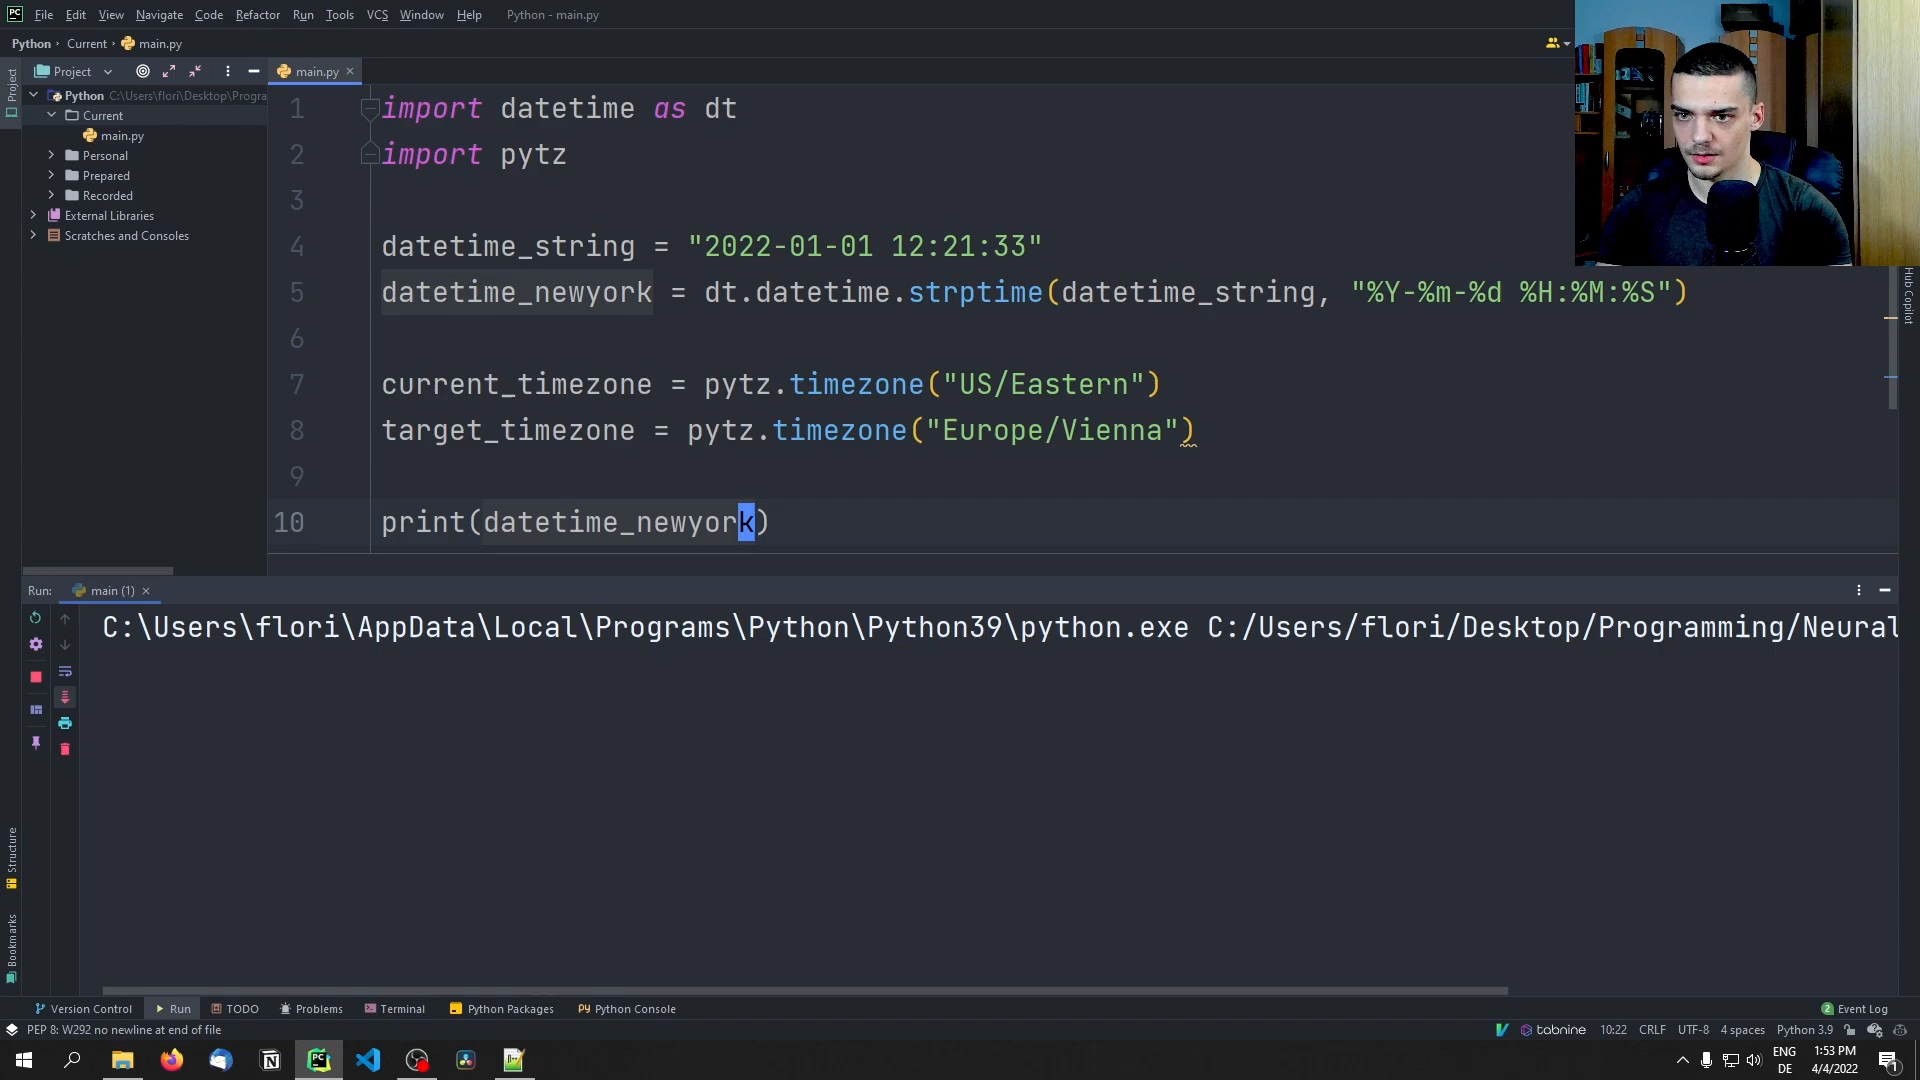 File Edit View Navigate Code Refactor Run Tools VCS Window Help Python - main.py
Python Current main.py
Project main.py
Python C:\Users\flori\Desktop\Progra
Current
main.py
Personal
Prepared
Recorded
External Libraries
Scratches and Consoles
Project
Structure
Bookmarks
1 import datetime as dt
2 import pytz
3
4 datetime_string = "2022-01-01 12:21:33"
5 datetime_newyork = dt.datetime.strptime(datetime_string, "%Y-%m-%d %H:%M:%S")
6
7 current_timezone = pytz.timezone("US/Eastern")
8 target_timezone = pytz.timezone("Europe/Vienna")
9
10 print(datetime_newyork)
Hub Copilot
Run: main (1)
C:\Users\flori\AppData\Local\Programs\Python\Python39\python.exe C:/Users/flori/Desktop/Programming/Neural
Version Control Run TODO Problems Terminal Python Packages Python Console 2 Event Log
PEP 8: W292 no newline at end of file tabnine 10:22 CRLF UTF-8 4 spaces Python 3.9
ENG 1:53 PM
DE 4/4/2022 1